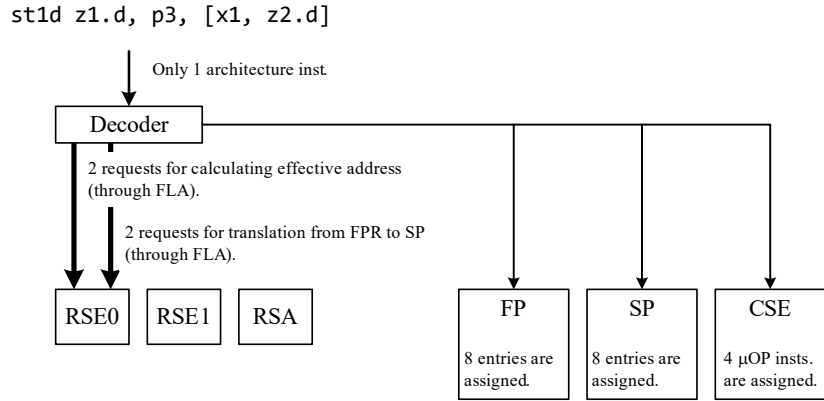 st1d z1.d, p3, [x1, z2.d]
Only 1 architecture inst.
Decoder
2 requests for calculating effective address
(through FLA).
2 requests for translation from FPR to SP
(through FLA).
RSE0
RSE1
RSA
FP
8 entries are
assigned.
SP
8 entries are
assigned.
CSE
4 μOP insts.
are assigned.